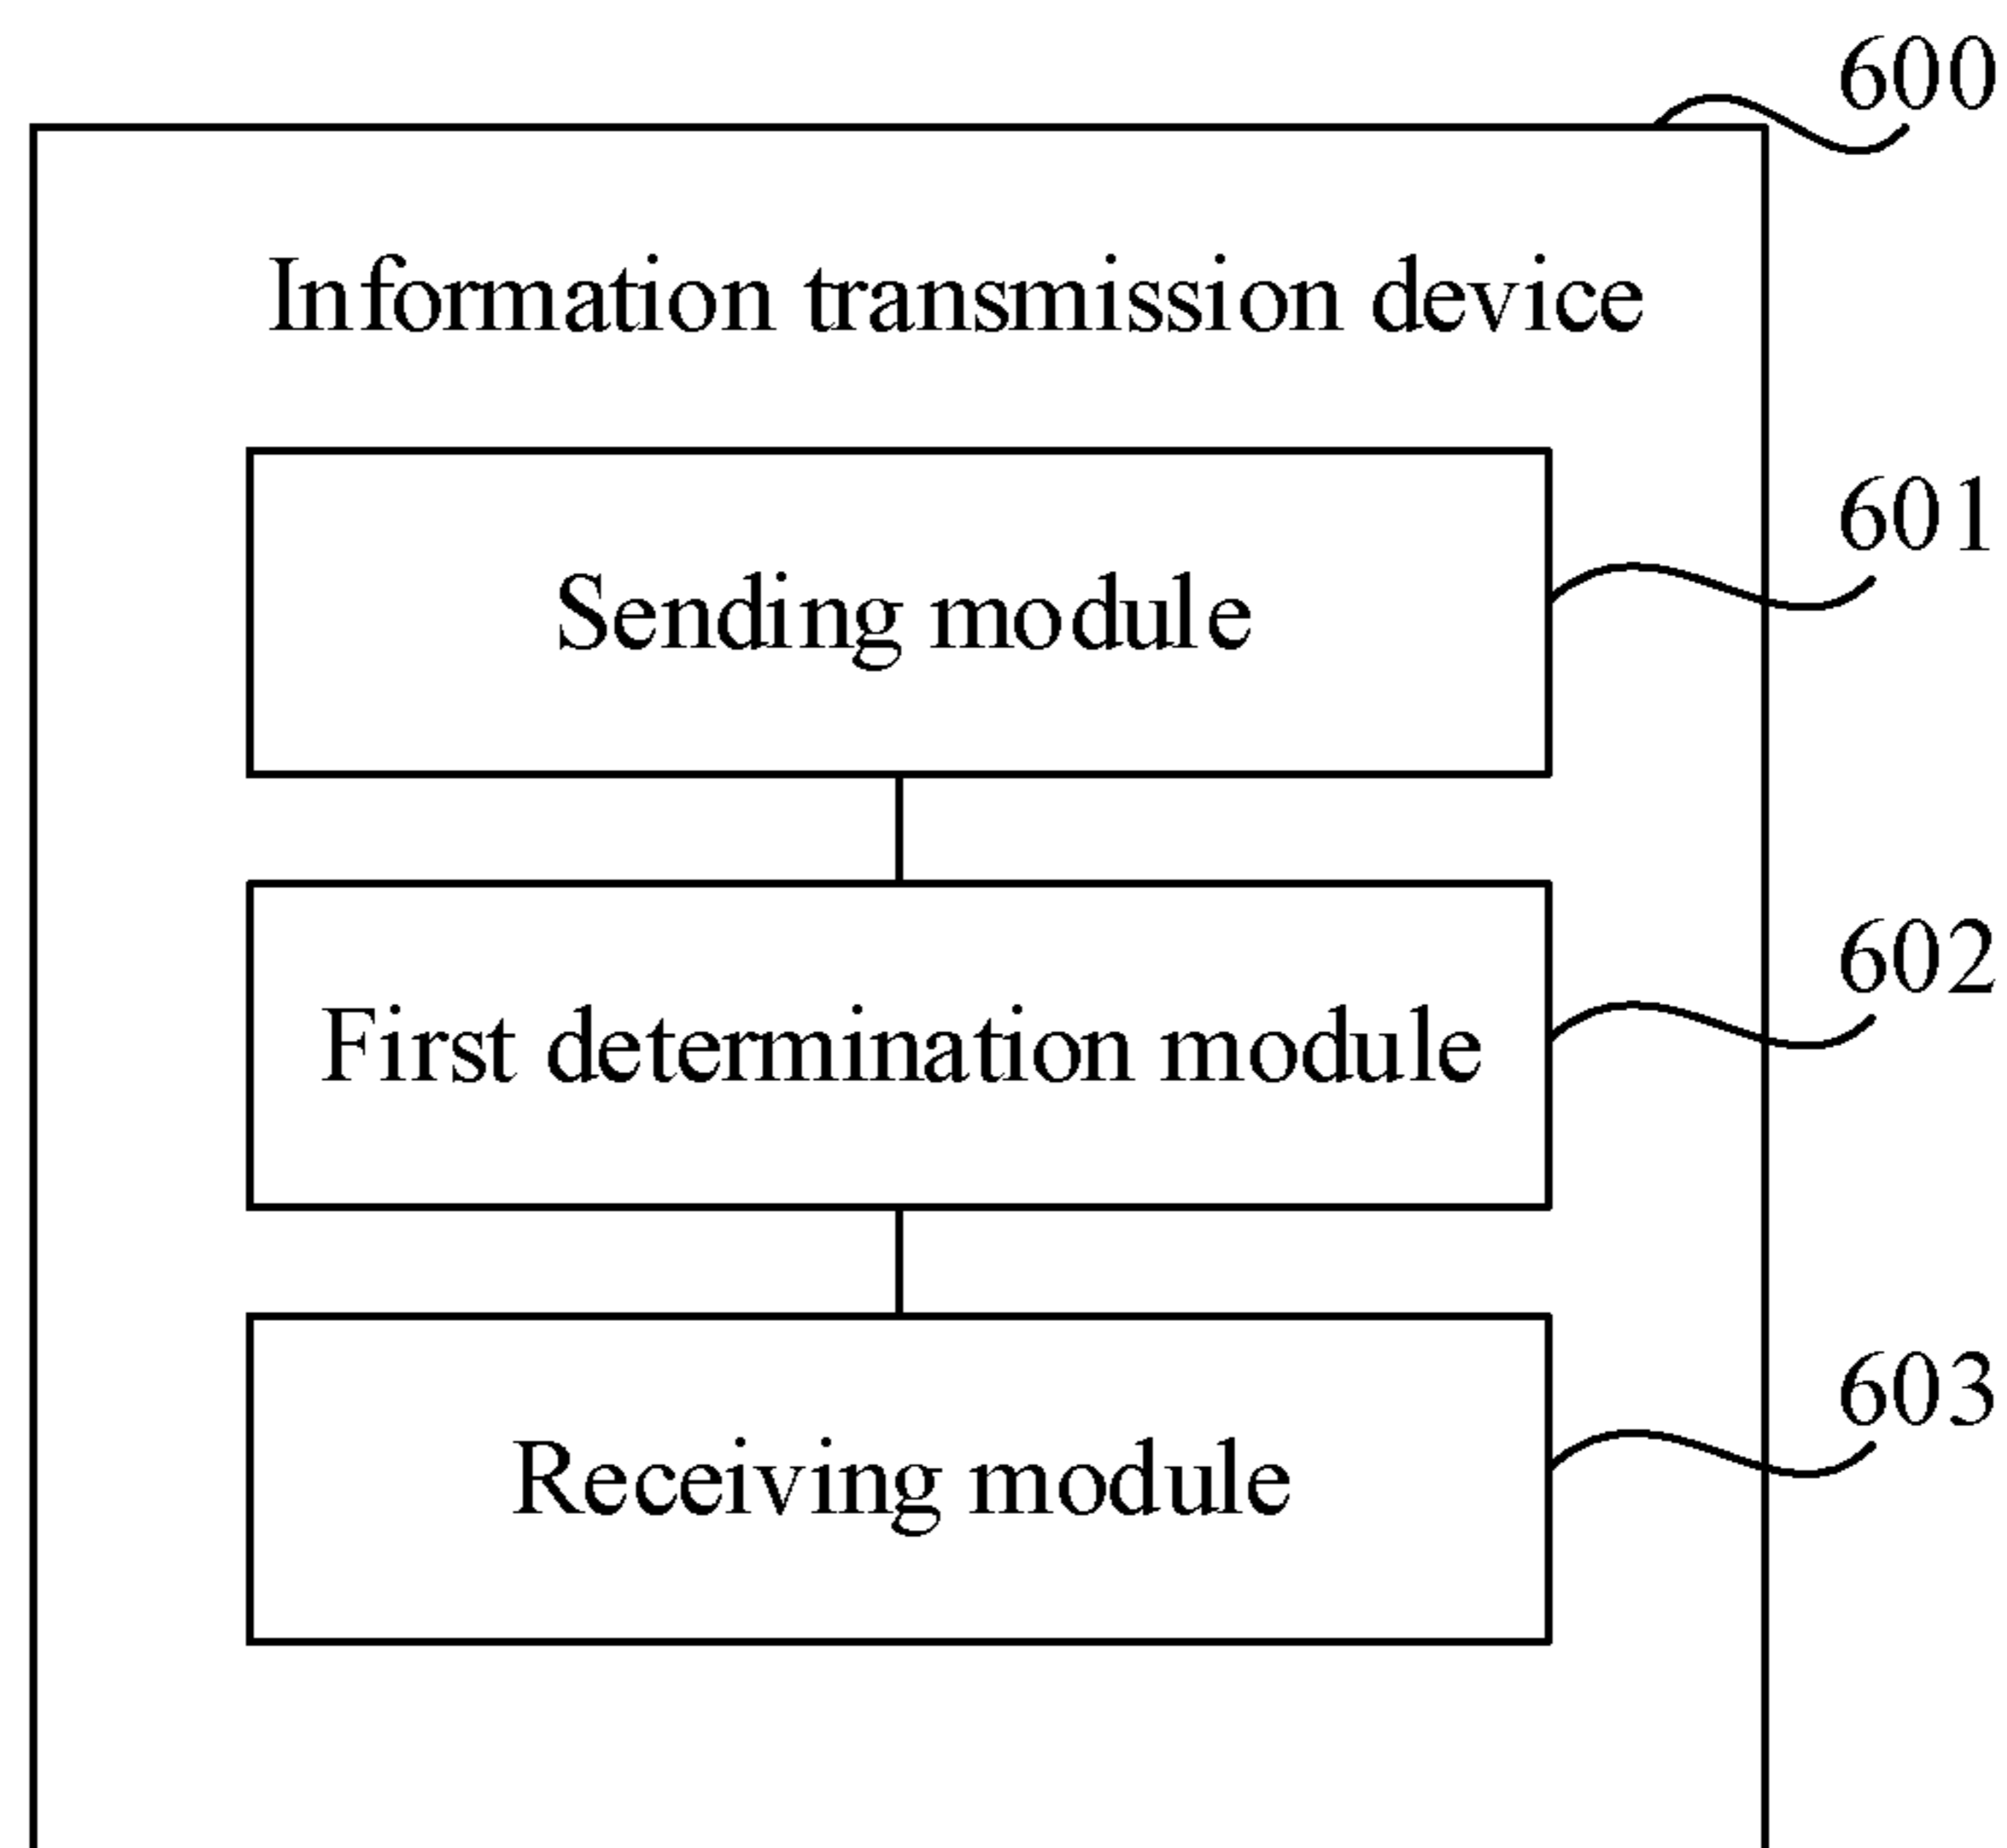 600
Information transmission device
601
Sending module
602
First determination module
603
Receiving module